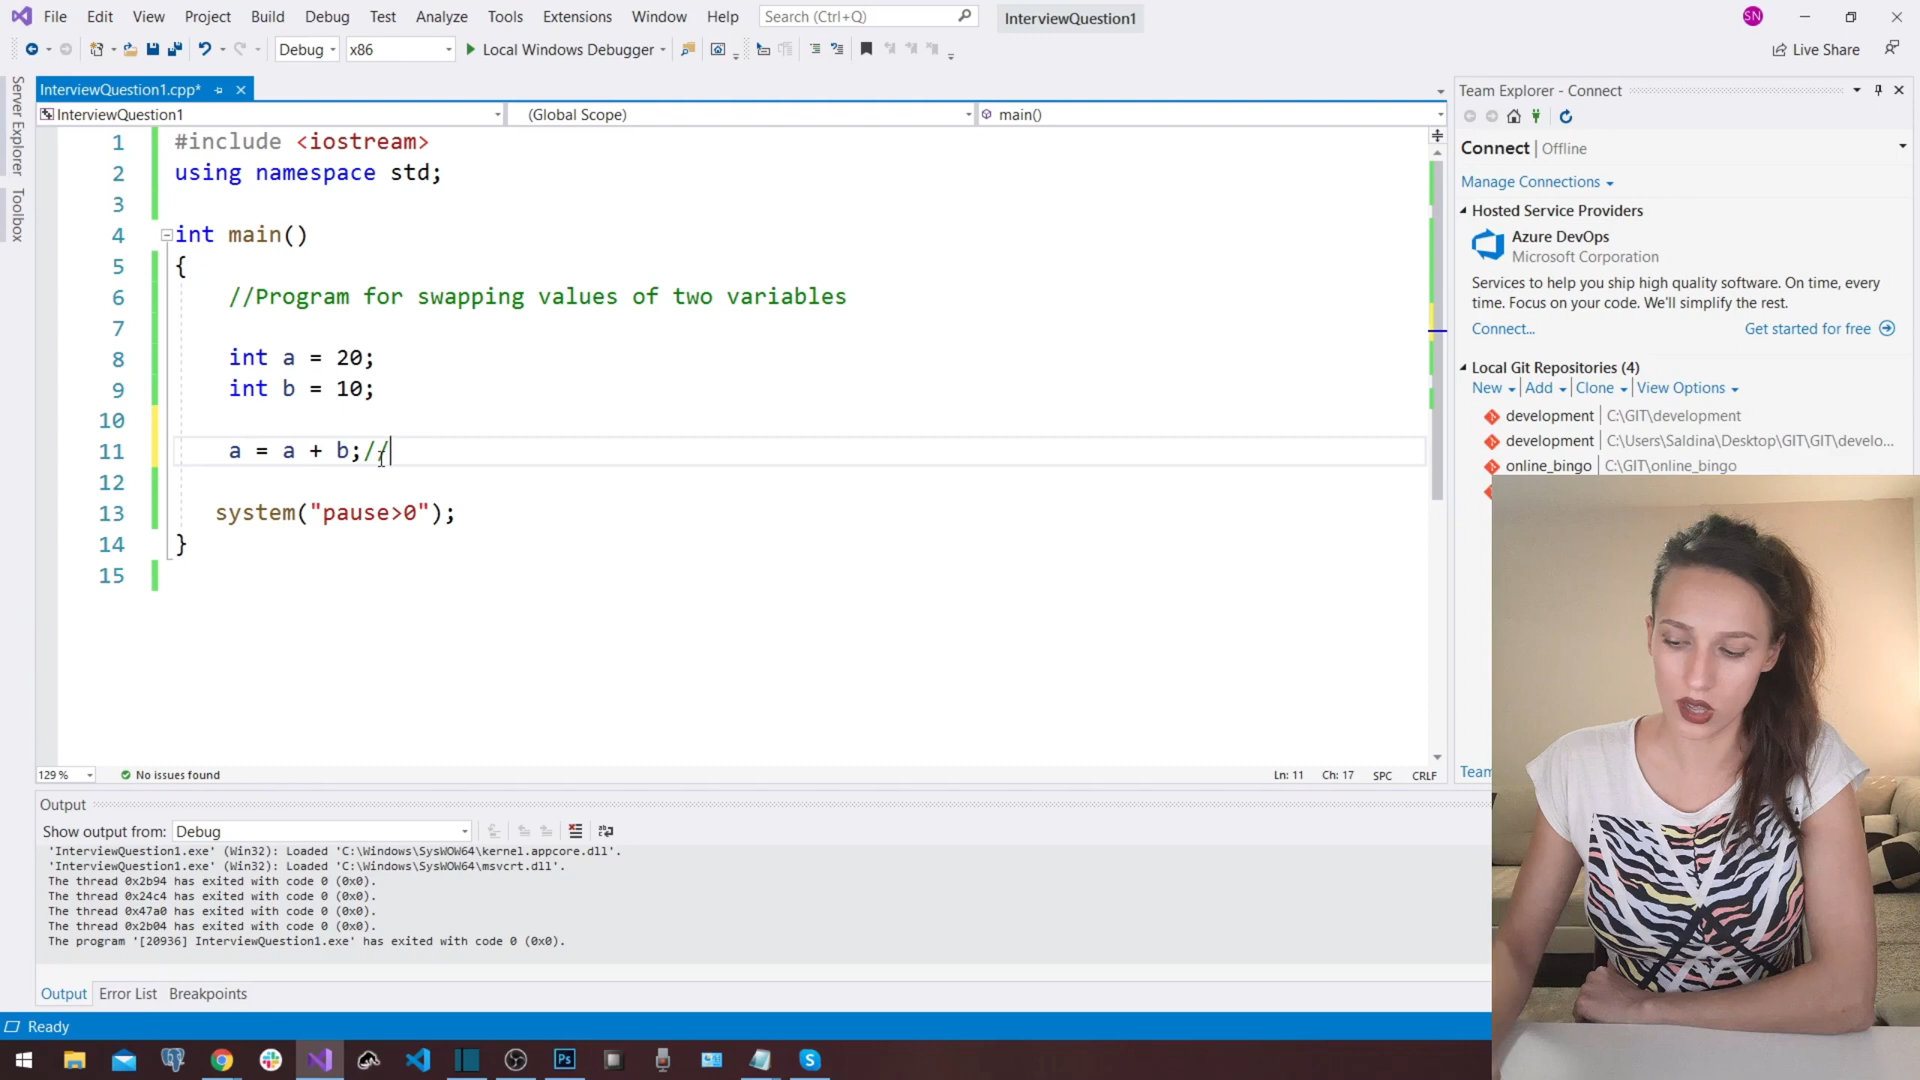 File Edit View Project Build Debug Test Analyze Tools Extensions Window Help Search (Ctrl+Q) InterviewQuestion1 SN
Debug x86 Local Windows Debugger Live Share
Server Explorer
Toolbox
InterviewQuestion1.cpp*
InterviewQuestion1 (Global Scope) main()
1 #include <iostream>
2 using namespace std;
3
4 int main()
5 {
6 //Program for swapping values of two variables
7
8 int a = 20;
9 int b = 10;
10
11 a = a + b;//
12
13 system("pause>0");
14 }
15
129 % No issues found Ln: 11 Ch: 17 SPC CRLF
Output
Show output from: Debug
'InterviewQuestion1.exe' (Win32): Loaded 'C:\Windows\SysWOW64\kernel.appcore.dll'.
'InterviewQuestion1.exe' (Win32): Loaded 'C:\Windows\SysWOW64\msvcrt.dll'.
The thread 0x2b94 has exited with code 0 (0x0).
The thread 0x24c4 has exited with code 0 (0x0).
The thread 0x47a0 has exited with code 0 (0x0).
The thread 0x2b04 has exited with code 0 (0x0).
The program '[20936] InterviewQuestion1.exe' has exited with code 0 (0x0).
Output Error List Breakpoints
Ready
Team Explorer - Connect
Connect | Offline
Manage Connections
Hosted Service Providers
Azure DevOps
Microsoft Corporation
Services to help you ship high quality software. On time, every
time. Focus on your code. We'll simplify the rest.
Connect... Get started for free
Local Git Repositories (4)
New | Add | Clone | View Options
development | C:\GIT\development
development | C:\Users\Saldina\Desktop\GIT\GIT\develo...
online_bingo | C:\GIT\online_bingo
Team
Ps